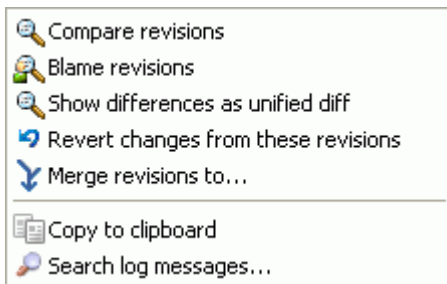 Compare revisions
Blame revisions
Show differences as unified diff
Revert changes from these revisions
Merge revisions to...
Copy to clipboard
Search log messages...